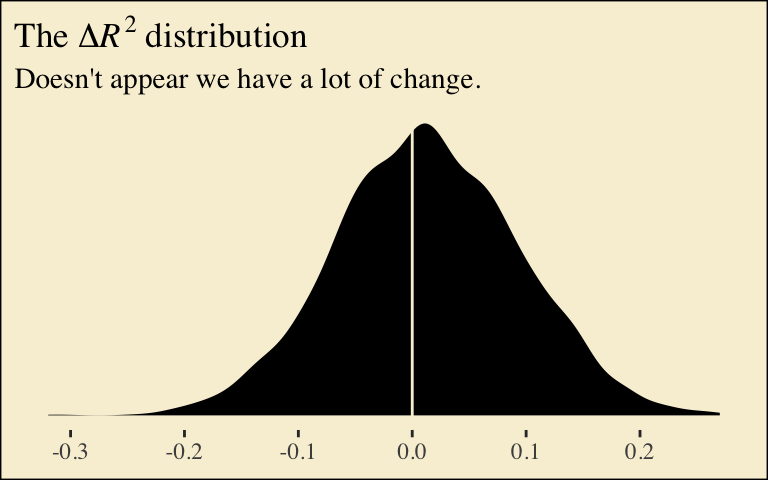 The ΔR² distribution
Doesn't appear we have a lot of change.
-0.3 -0.2 -0.1 0.0 0.1 0.2